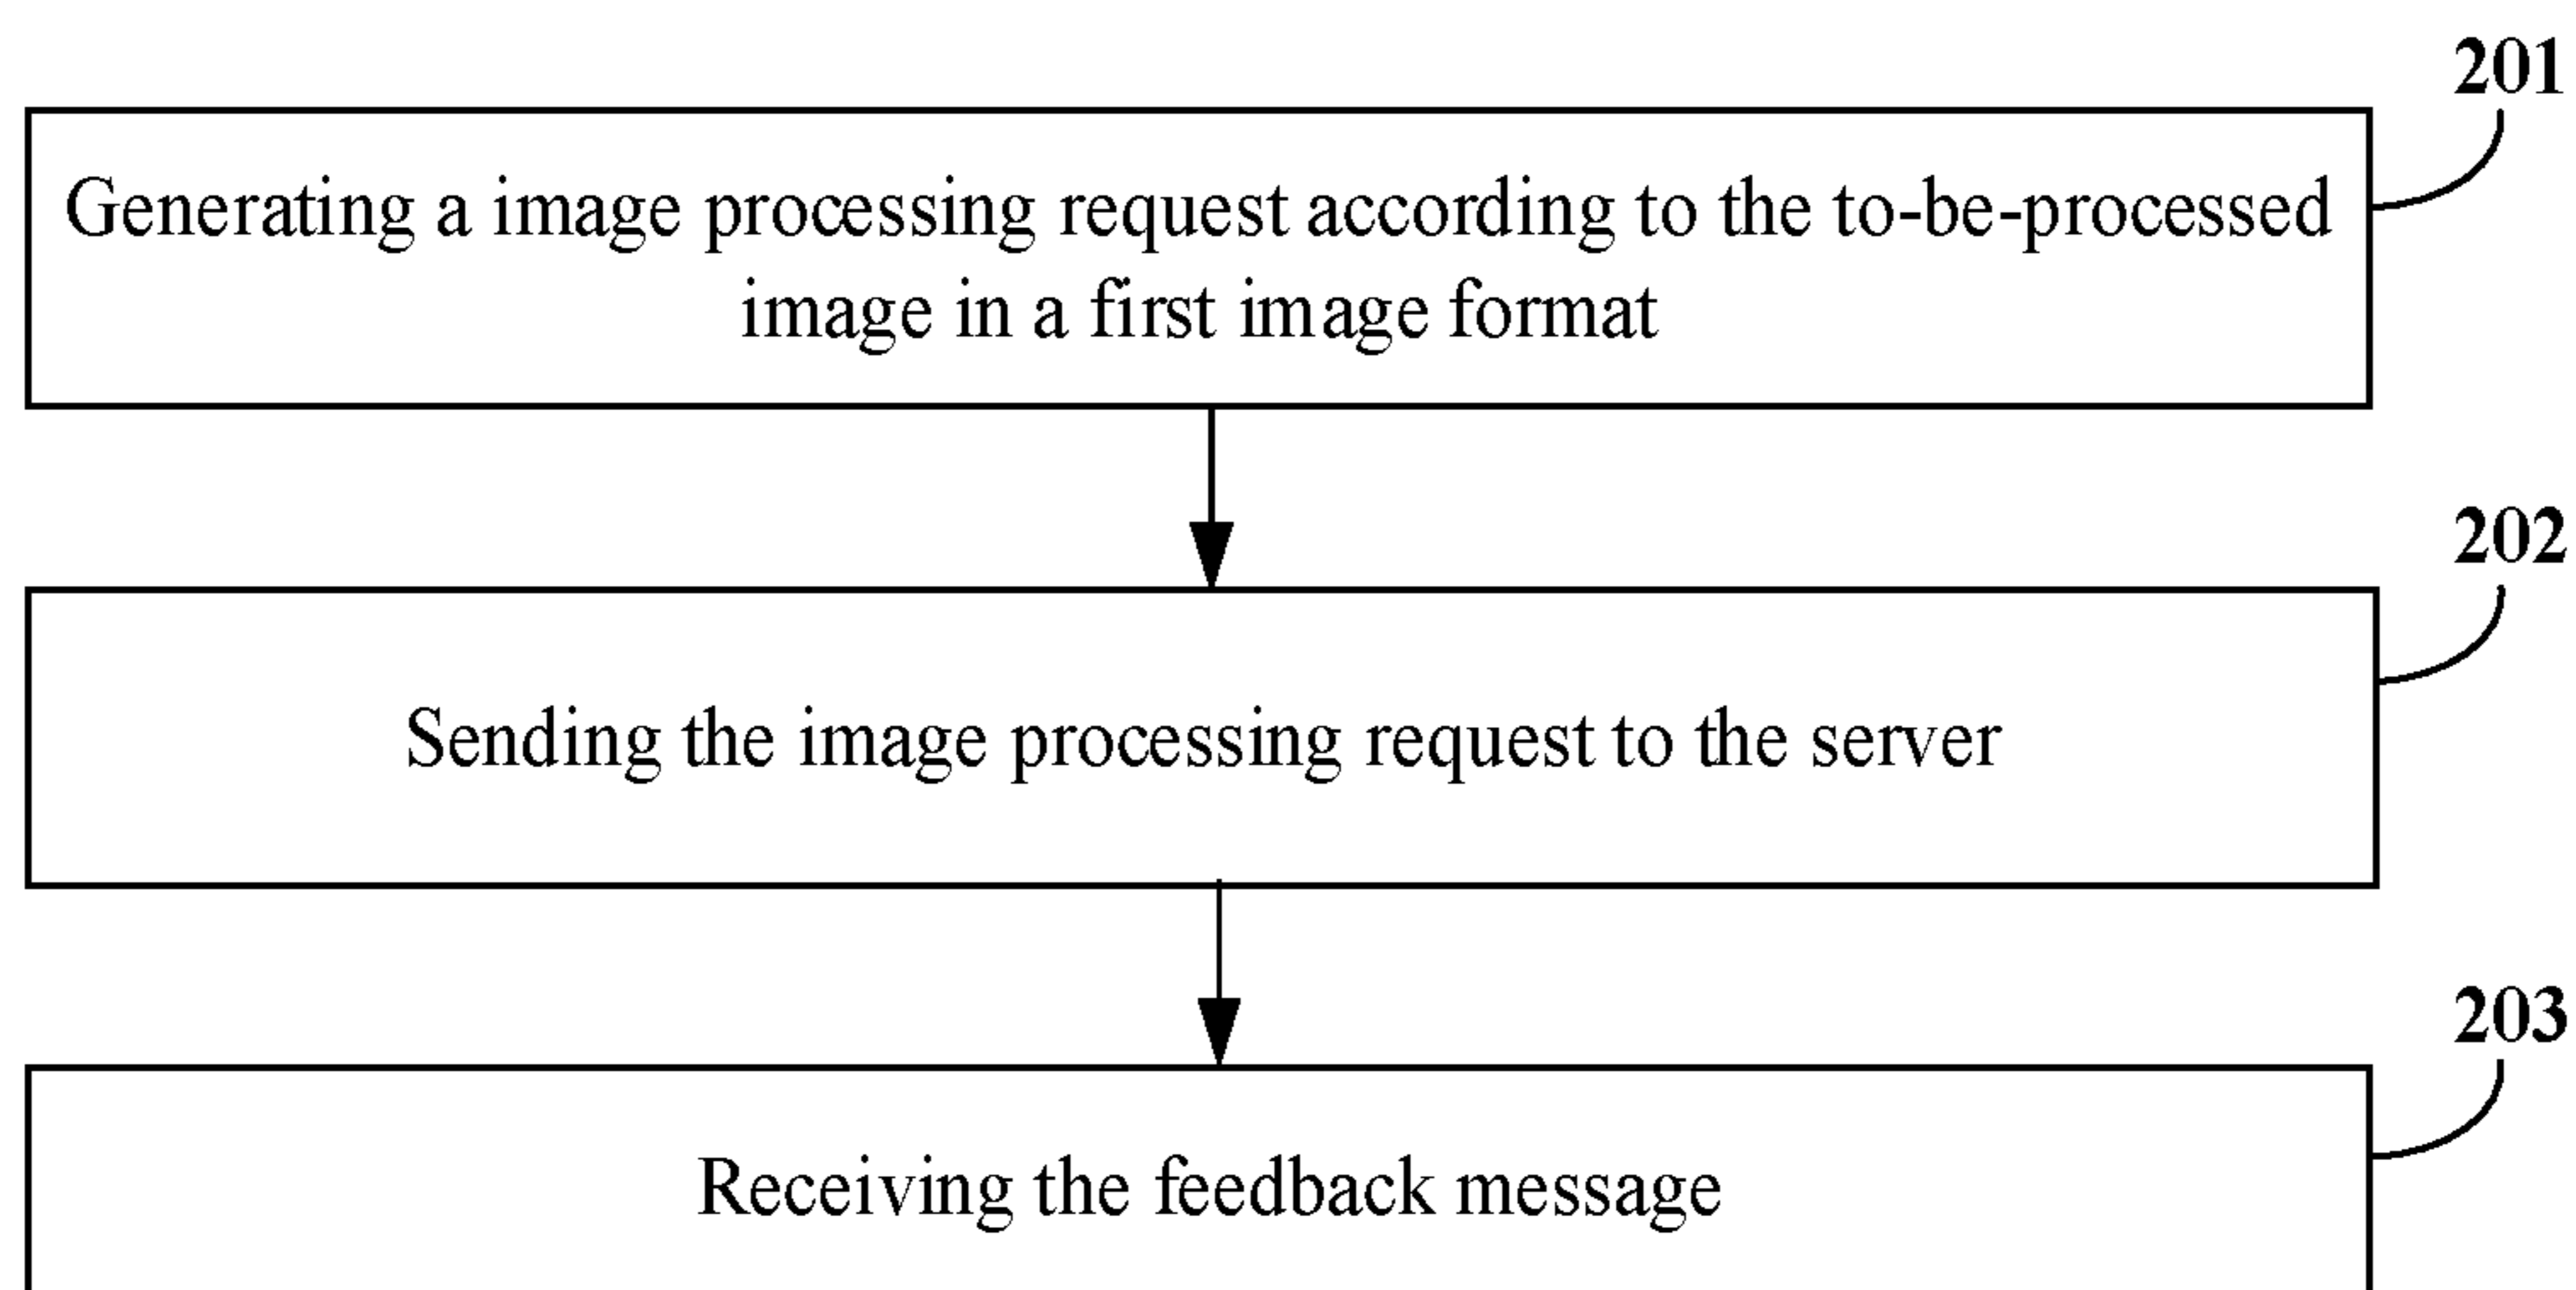 201
Generating a image processing request according to the to-be-processed
image in a first image format
202
Sending the image processing request to the server
203
Receiving the feedback message